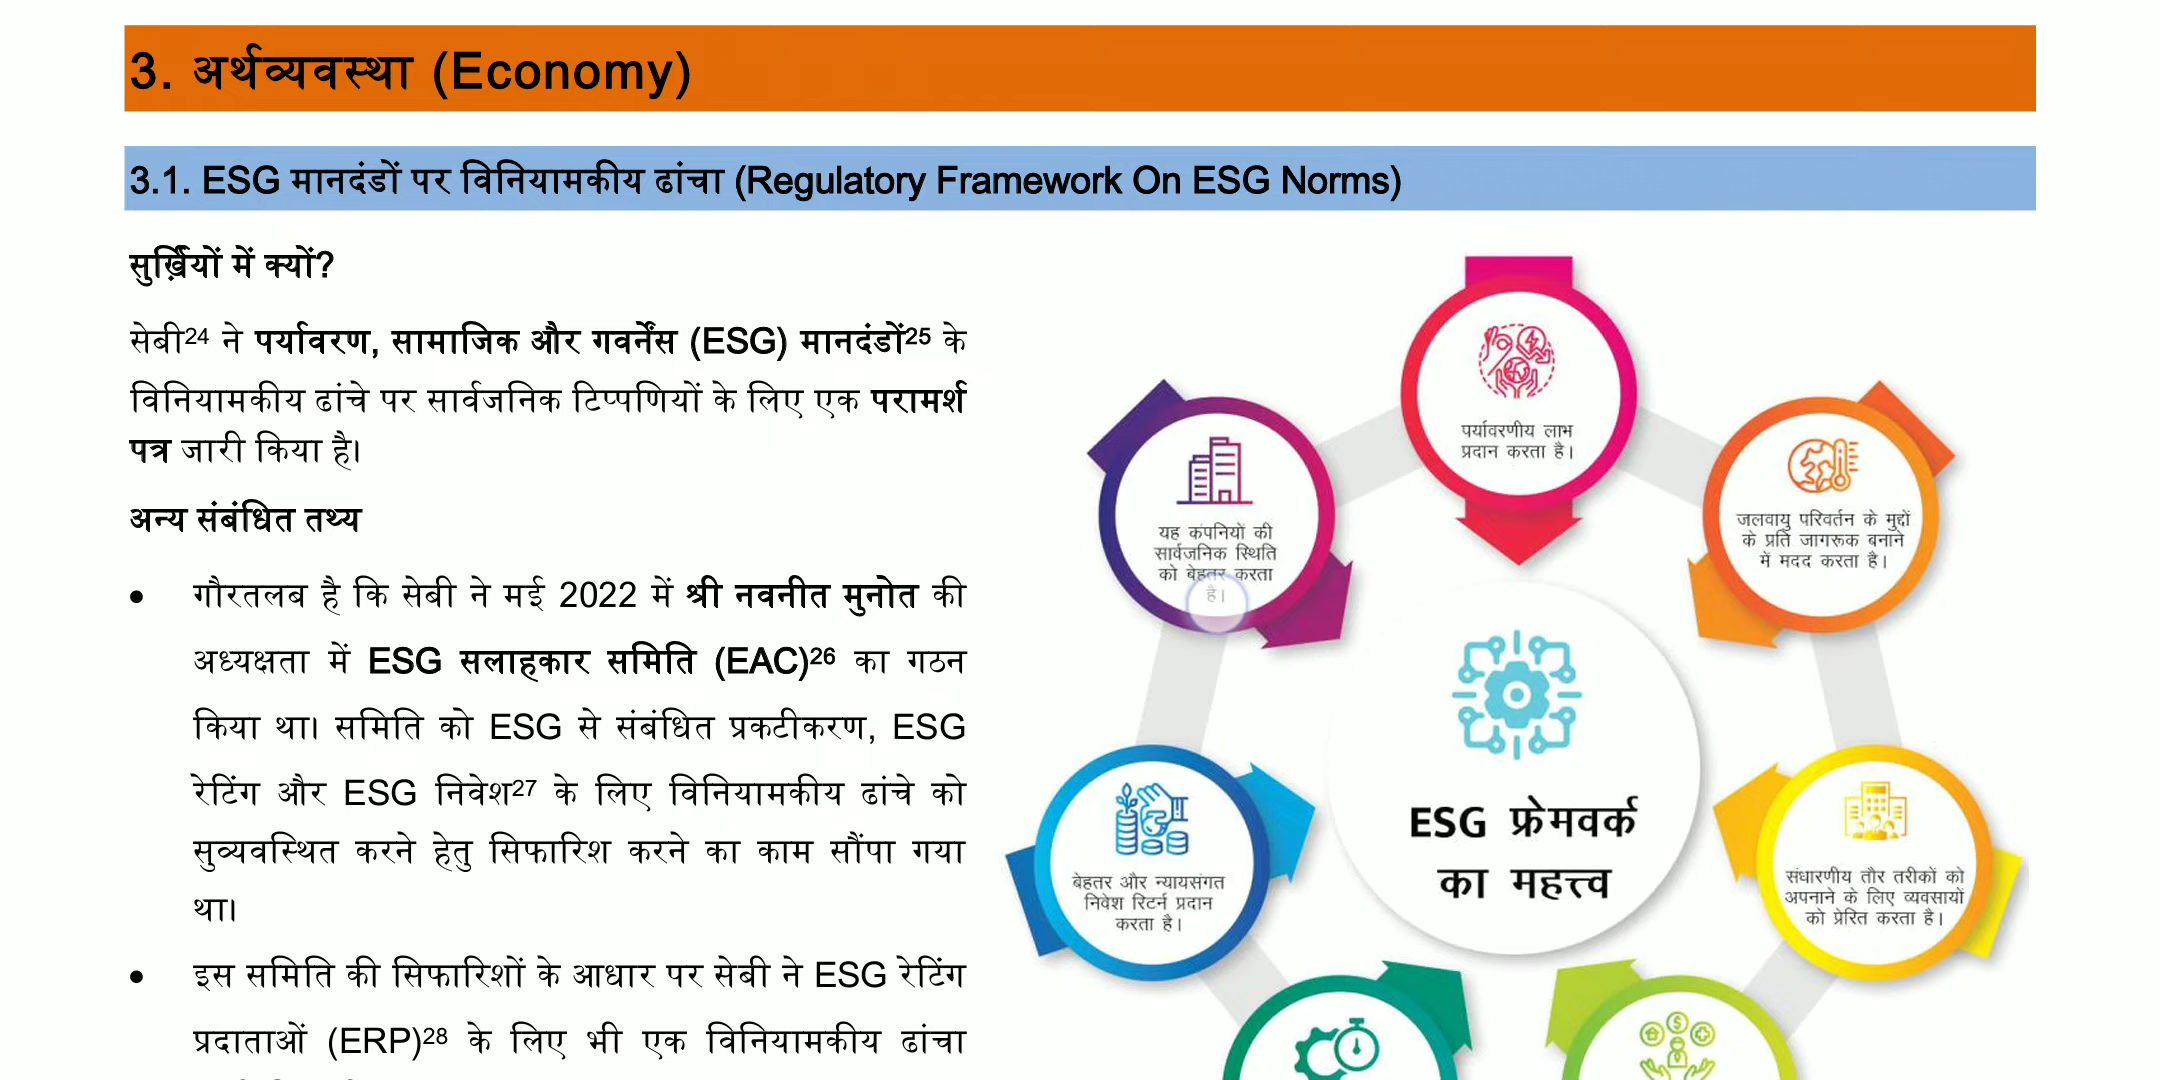 3. अर्थव्यवस्था (Economy)
3.1. ESG मानदंडों पर विनियामकीय ढांचा (Regulatory Framework On ESG Norms)
सुर्ख़ियों में क्यों?
सेबी24 ने पर्यावरण, सामाजिक और गवर्नेंस (ESG) मानदंडों25 के
विनियामकीय ढांचे पर सार्वजनिक टिप्पणियों के लिए एक परामर्श
पत्र जारी किया है।
अन्य संबंधित तथ्य
• गौरतलब है कि सेबी ने मई 2022 में श्री नवनीत मुनोत की
अध्यक्षता में ESG सलाहकार समिति (EAC)26 का गठन
किया था। समिति को ESG से संबंधित प्रकटीकरण, ESG
रेटिंग और ESG निवेश27 के लिए विनियामकीय ढांचे को
सुव्यवस्थित करने हेतु सिफारिश करने का काम सौंपा गया
था।
• इस समिति की सिफारिशों के आधार पर सेबी ने ESG रेटिंग
प्रदाताओं (ERP)28 के लिए भी एक विनियामकीय ढांचा
पर्यावरणीय लाभ
प्रदान करता है।
यह कंपनियों की
सार्वजनिक स्थिति
को बेहतर करता
है।
जलवायु परिवर्तन के मुद्दों
के प्रति जागरूक बनाने
में मदद करता है।
ESG फ्रेमवर्क
का महत्त्व
बेहतर और न्यायसंगत
निवेश रिटर्न प्रदान
करता है।
संधारणीय तौर तरीकों को
अपनाने के लिए व्यवसायों
को प्रेरित करता है।